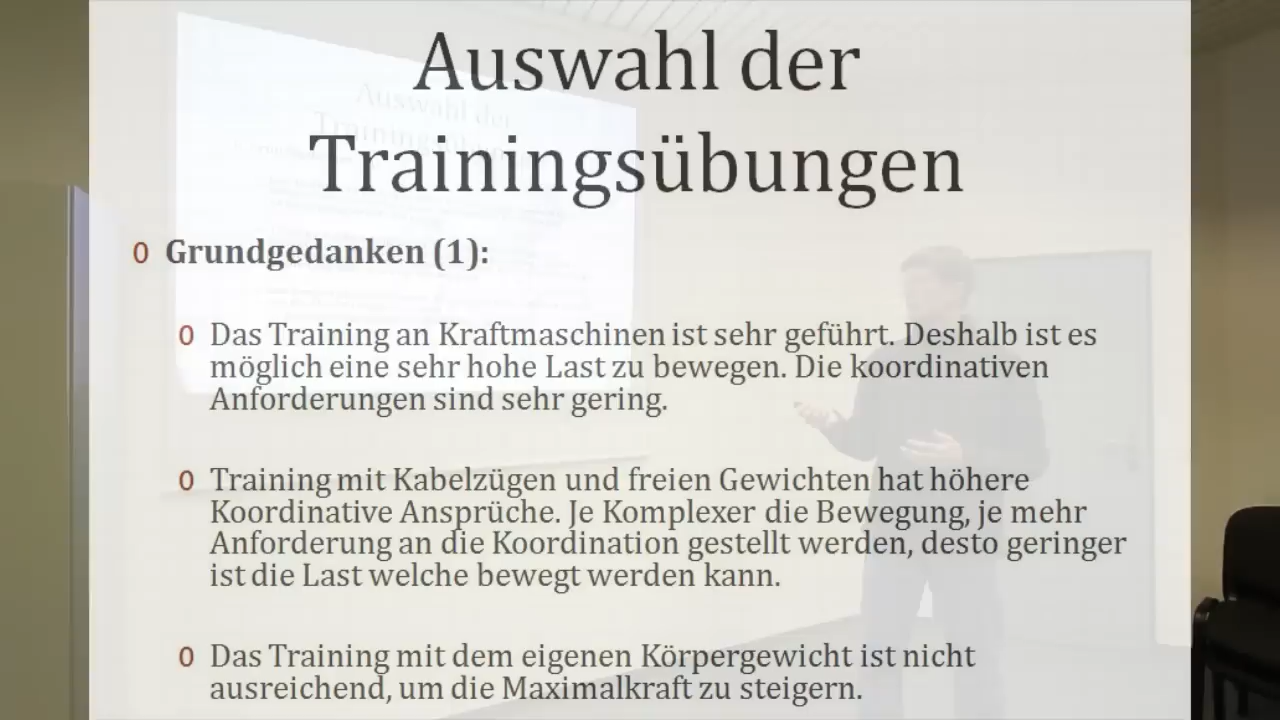 Auswahl der
Trainingsübungen
o Grundgedanken (1):
o Das Training an Kraftmaschinen ist sehr geführt. Deshalb ist es
möglich eine sehr hohe Last zu bewegen. Die koordinativen
Anforderungen sind sehr gering.
o Training mit Kabelzügen und freien Gewichten hat höhere
Koordinative Ansprüche. Je Komplexer die Bewegung, je mehr
Anforderung an die Koordination gestellt werden, desto geringer
ist die Last welche bewegt werden kann.
o Das Training mit dem eigenen Körpergewicht ist nicht
ausreichend, um die Maximalkraft zu steigern.